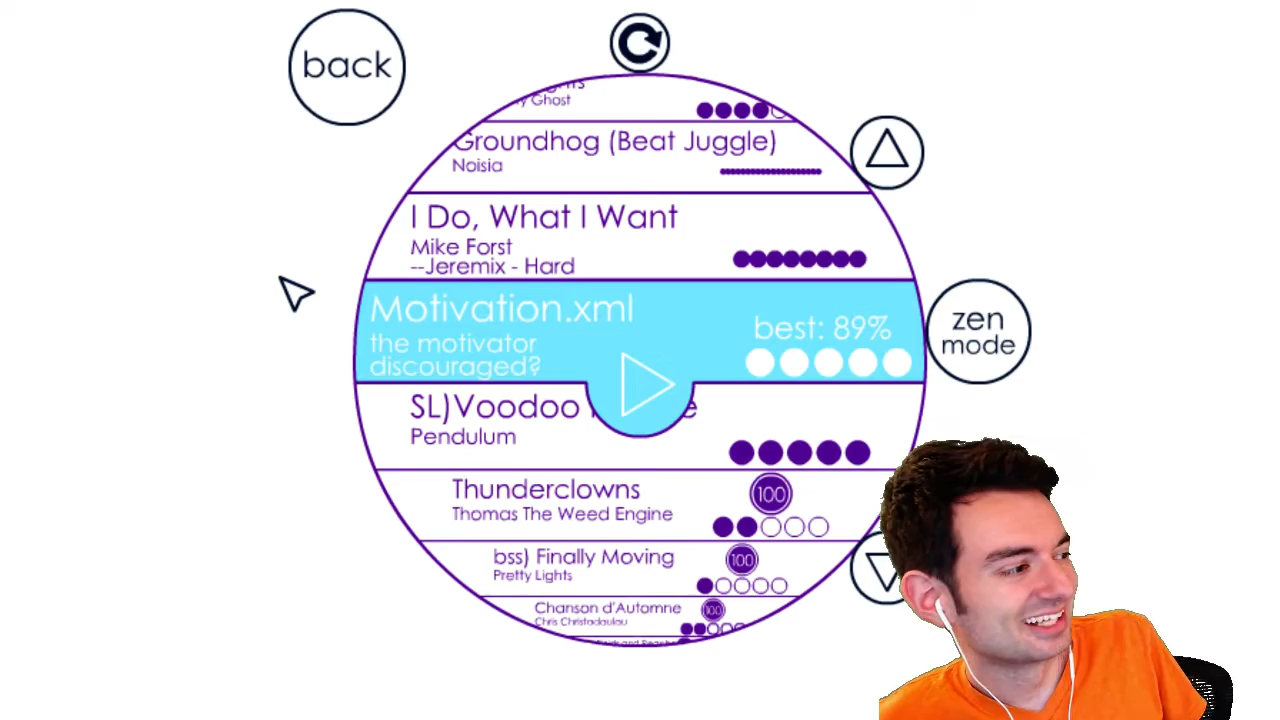 back
y Ghost
Groundhog (Beat Juggle)
Noisia
I Do, What I Want
Mike Forst
--Jeremix - Hard
Motivation.xml
best: 89%
the motivator
discouraged?
zen
mode
SL)Voodoo
Pendulum
Thunderclowns
100
Thomas The Weed Engine
bss) Finally Moving
100
Pretty Lights
Chanson d'Automne
100
Chris Christodoulou